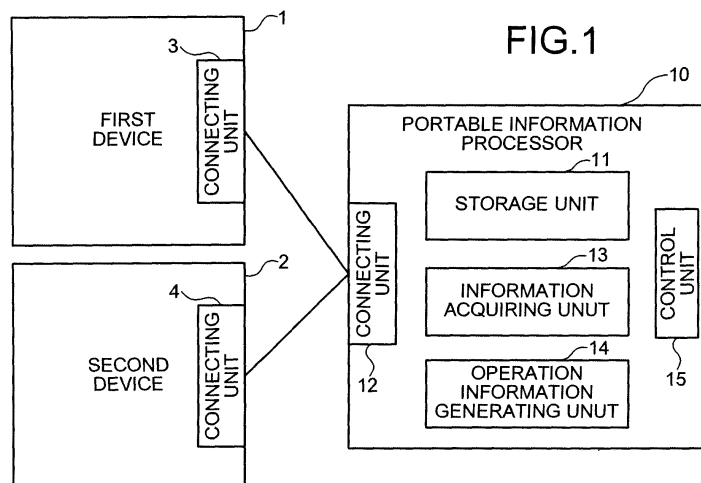 FIG.1
1
3
FIRST
DEVICE
CONNECTING
UNIT
2
4
SECOND
DEVICE
CONNECTING
UNIT
10
PORTABLE INFORMATION
PROCESSOR
CONNECTING
UNIT
12
11
STORAGE UNIT
13
INFORMATION
ACQUIRING UNUT
14
OPERATION
INFORMATION
GENERATING UNUT
CONTROL
UNIT
15